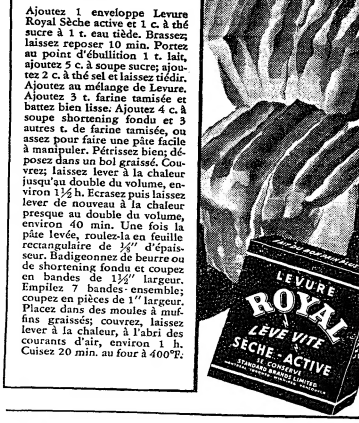 Ajoutez 1 enveloppe Levure
Royal Sèche active et 1 c. à thé
sucre à 1 t. eau tiède. Brassez;
laissez reposer 10 min. Portez
au point d'ébullition 1 t. lait,
ajoutez 5 c. à soupe sucre; ajou-
tez 2 c. à thé sel et laissez tiédir.
Ajoutez au mélange de Levure.
Ajoutez 3 t. farine tamisée et
battez bien lisse. Ajoutez 4 c. à
soupe shortening fondu et 3
autres t. de farine tamisée, ou
assez pour faire une pâte facile
à manipuler. Pétrissez bien; dé-
posez dans un bol graissé. Cou-
vrez; laissez lever à la chaleur
jusqu'au double du volume, en-
viron 1½ h. Ecrasez puis laissez
lever de nouveau à la chaleur
presque au double du volume,
environ 40 min. Une fois la
pâte levée, roulez-la en feuille
rectangulaire de ⅛" d'épais-
seur. Badigeonnez de beurre ou
de shortening fondu et coupez
en bandes de 1½" largeur.
Empilez 7 bandes ensemble;
coupez en pièces de 1" largeur.
Placez dans des moules à muf-
fins graissés; couvrez, laissez
lever à la chaleur, à l'abri des
courants d'air, environ 1 h.
Cuisez 20 min. au four à 400°F.
LEVURE
ROYAL
LÈVE VITE
SÈCHE-ACTIVE
SE CONSERVE
STANDARD BRANDS LIMITED